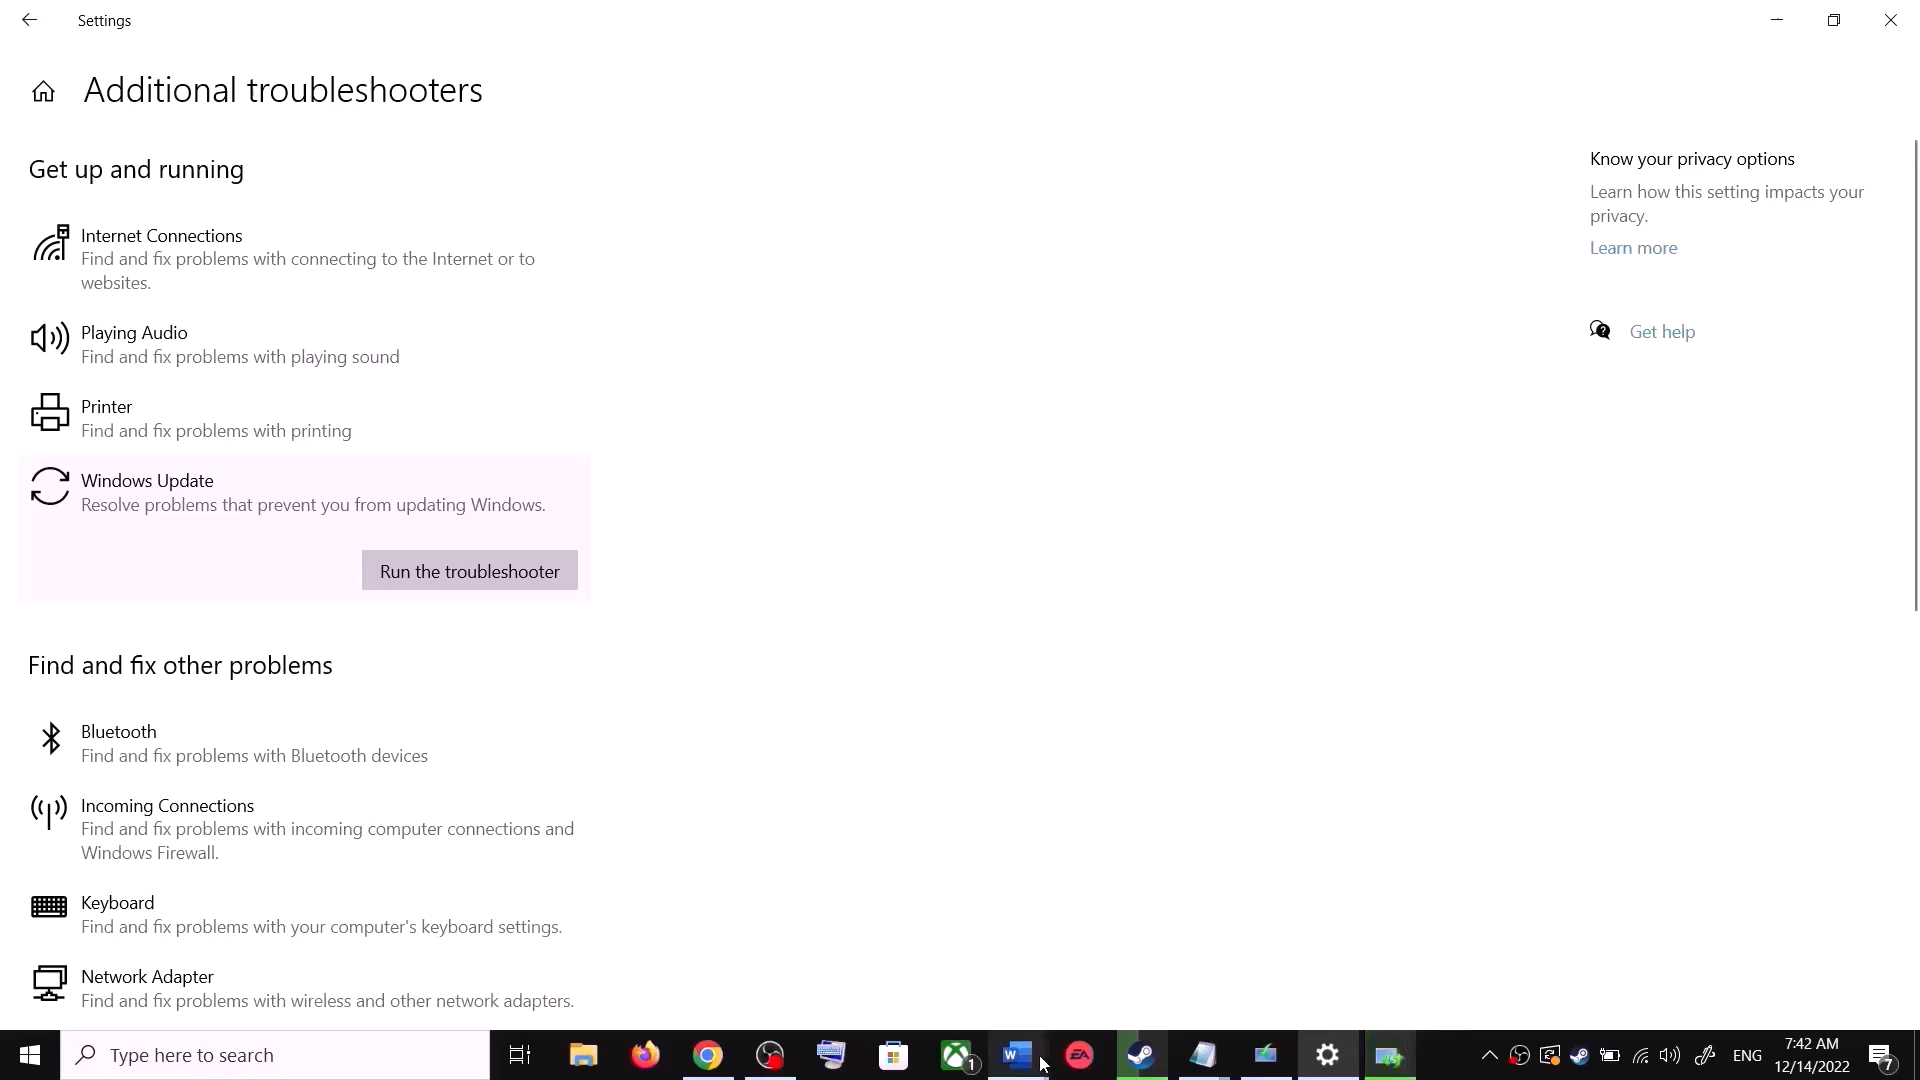 Settings
Additional troubleshooters
Get up and running
Internet Connections
Find and fix problems with connecting to the Internet or to
websites.
Playing Audio
Find and fix problems with playing sound
Printer
Find and fix problems with printing
Windows Update
Resolve problems that prevent you from updating Windows.
Run the troubleshooter
Find and fix other problems
Bluetooth
Find and fix problems with Bluetooth devices
Incoming Connections
Find and fix problems with incoming computer connections and
Windows Firewall.
Keyboard
Find and fix problems with your computer's keyboard settings.
Network Adapter
Find and fix problems with wireless and other network adapters.
Know your privacy options
Learn how this setting impacts your
privacy.
Learn more
Get help
Type here to search
1
W
EA
ENG
7:42 AM
12/14/2022
7